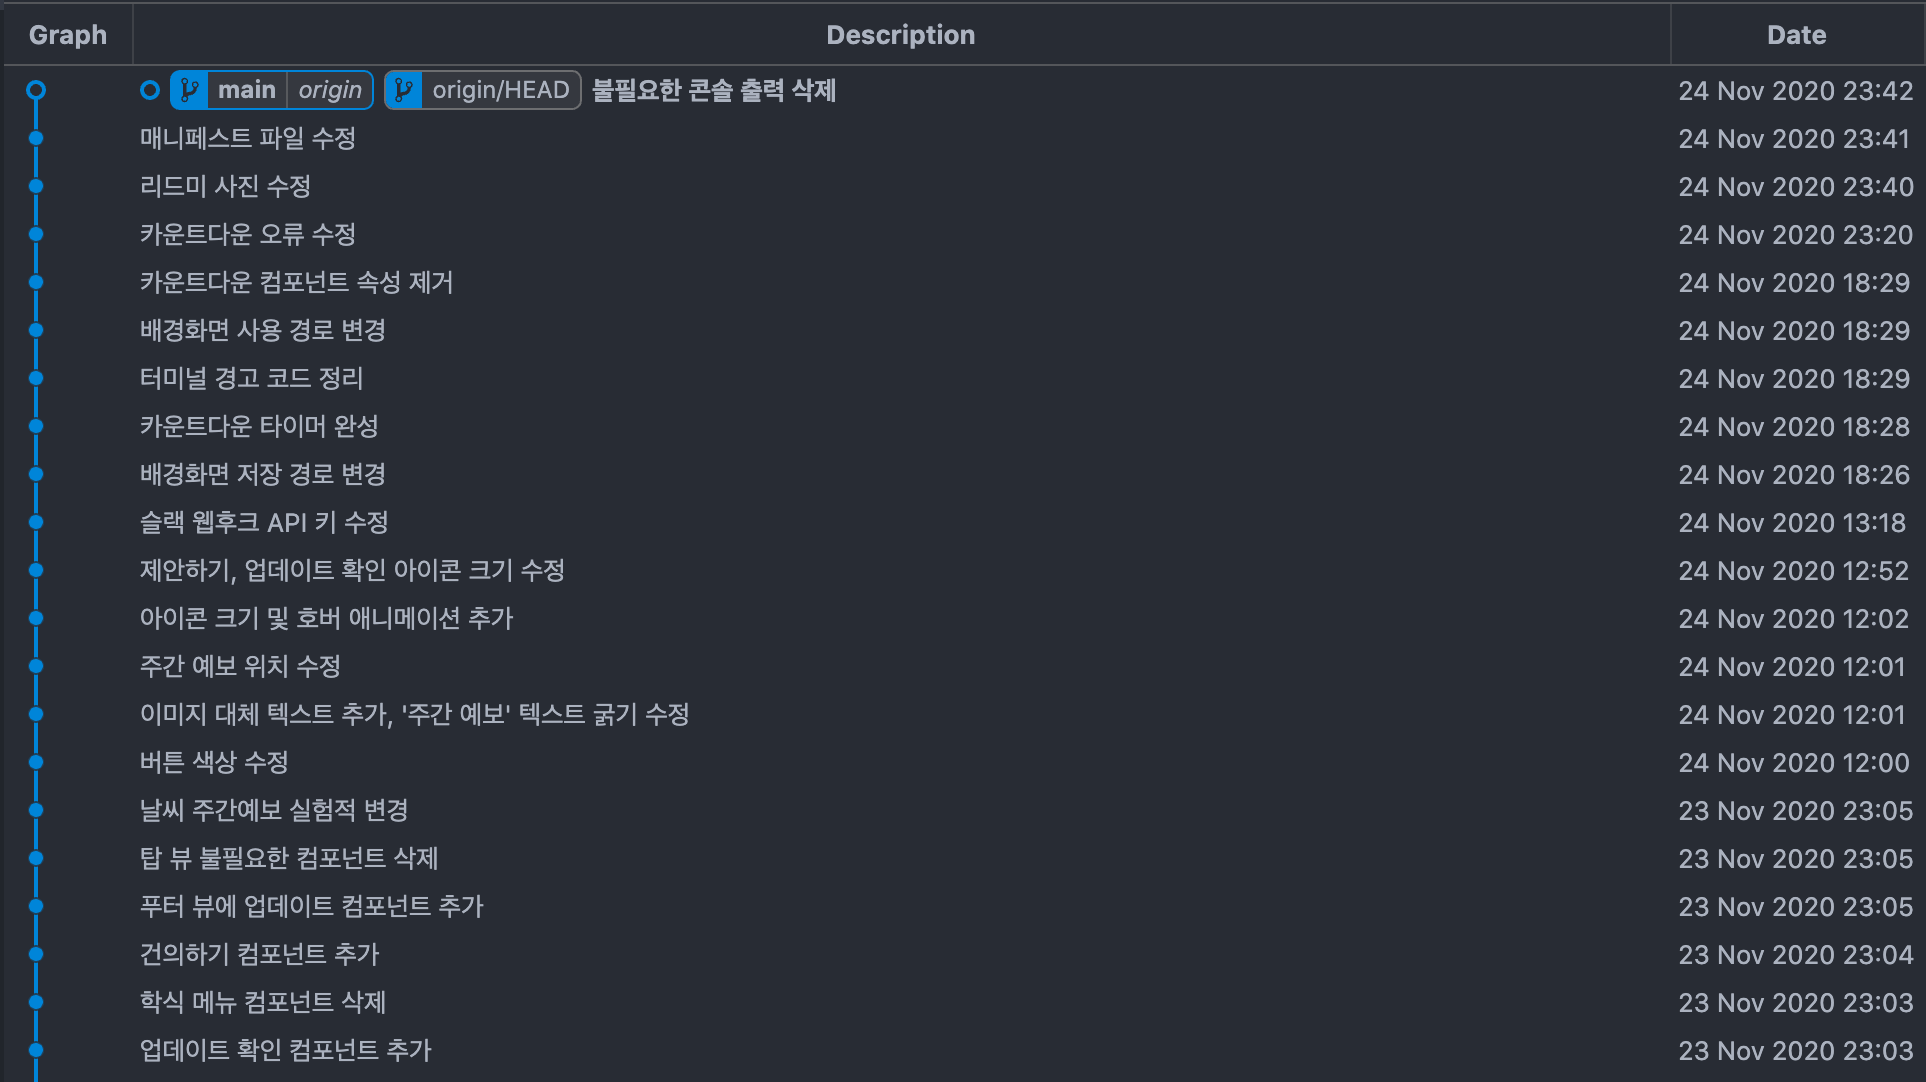 Graph Description Date
main origin origin/HEAD 불필요한 콘솔 출력 삭제 24 Nov 2020 23:42
매니페스트 파일 수정 24 Nov 2020 23:41
리드미 사진 수정 24 Nov 2020 23:40
카운트다운 오류 수정 24 Nov 2020 23:20
카운트다운 컴포넌트 속성 제거 24 Nov 2020 18:29
배경화면 사용 경로 변경 24 Nov 2020 18:29
터미널 경고 코드 정리 24 Nov 2020 18:29
카운트다운 타이머 완성 24 Nov 2020 18:28
배경화면 저장 경로 변경 24 Nov 2020 18:26
슬랙 웹후크 API 키 수정 24 Nov 2020 13:18
제안하기, 업데이트 확인 아이콘 크기 수정 24 Nov 2020 12:52
아이콘 크기 및 호버 애니메이션 추가 24 Nov 2020 12:02
주간 예보 위치 수정 24 Nov 2020 12:01
이미지 대체 텍스트 추가, '주간 예보' 텍스트 굵기 수정 24 Nov 2020 12:01
버튼 색상 수정 24 Nov 2020 12:00
날씨 주간예보 실험적 변경 23 Nov 2020 23:05
탑 뷰 불필요한 컴포넌트 삭제 23 Nov 2020 23:05
푸터 뷰에 업데이트 컴포넌트 추가 23 Nov 2020 23:05
건의하기 컴포넌트 추가 23 Nov 2020 23:04
학식 메뉴 컴포넌트 삭제 23 Nov 2020 23:03
업데이트 확인 컴포넌트 추가 23 Nov 2020 23:03